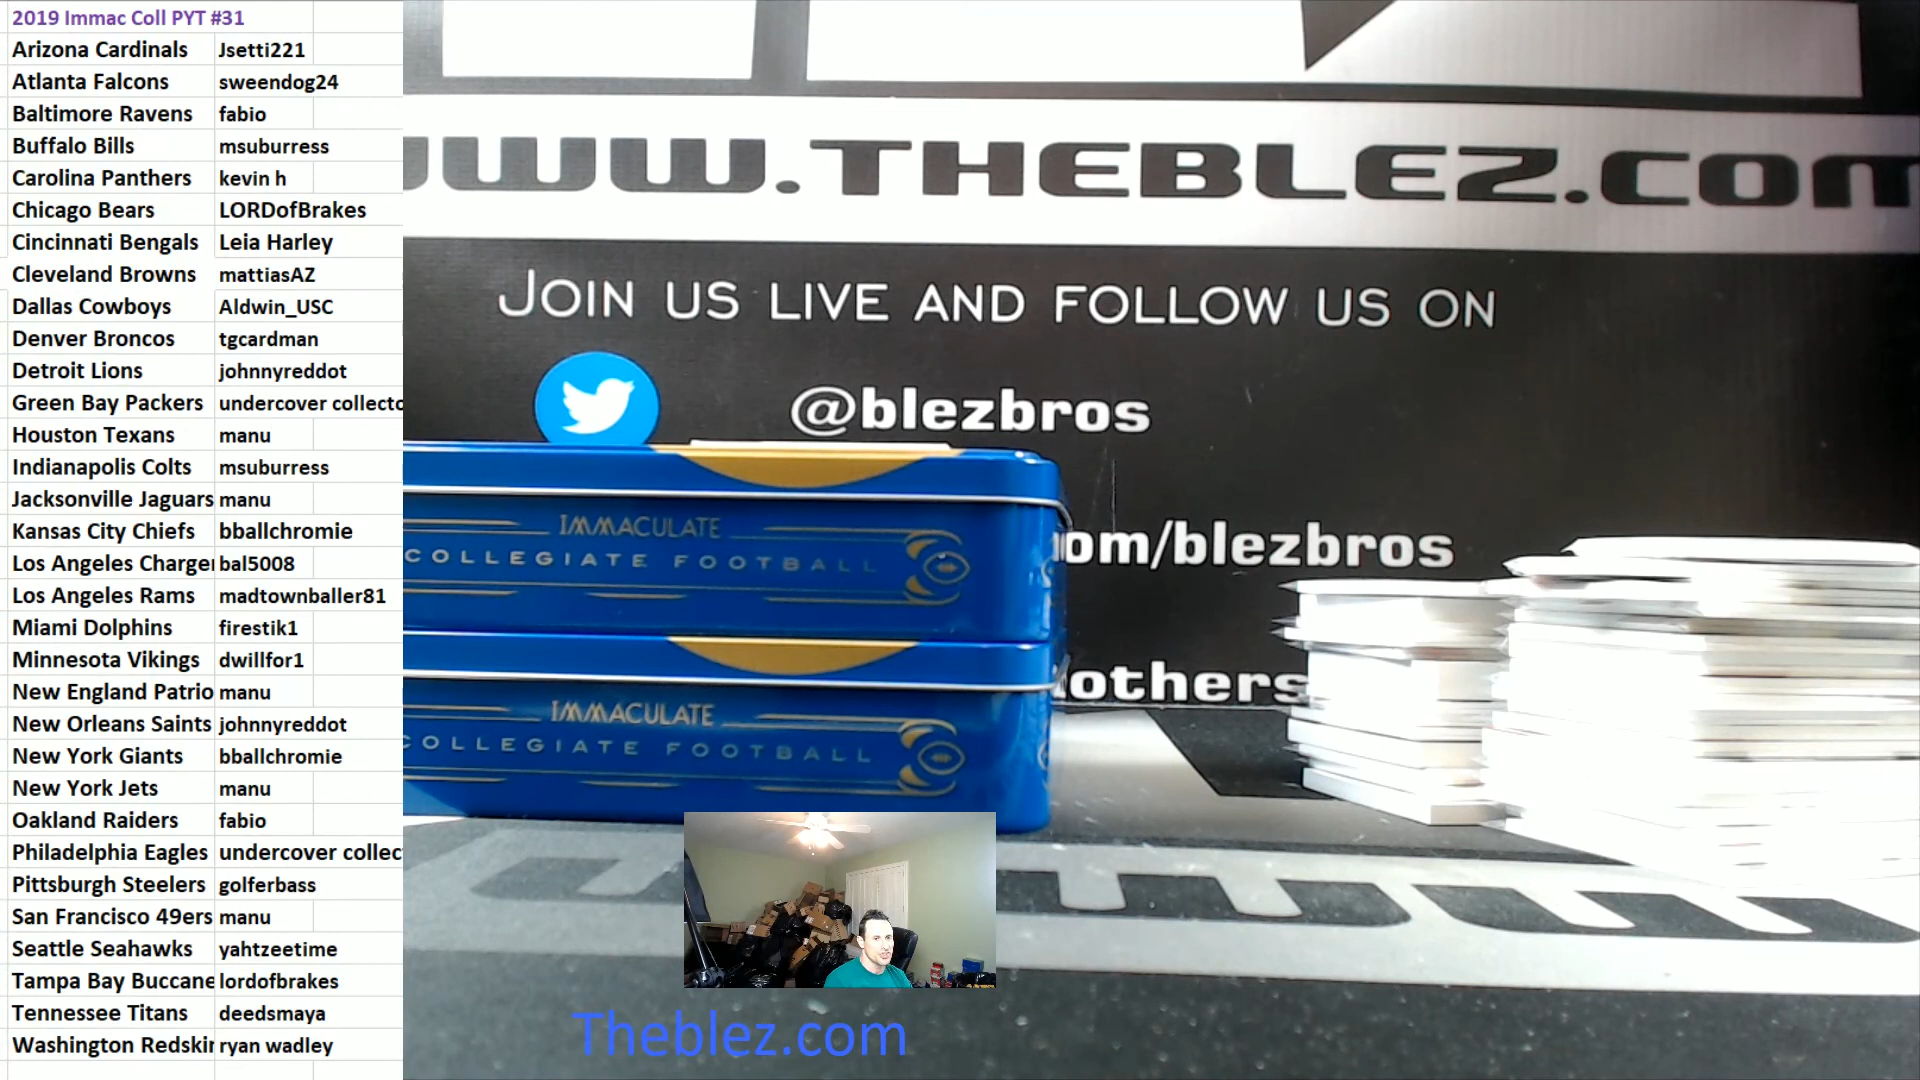 2019 Immac Coll PYT #31
Arizona Cardinals Jsetti221
Atlanta Falcons sweendog24
Baltimore Ravens fabio
Buffalo Bills msuburress
Carolina Panthers kevin h
Chicago Bears LORDofBrakes
Cincinnati Bengals Leia Harley
Cleveland Browns mattiasAZ
Dallas Cowboys Aldwin_USC
Denver Broncos tgcardman
Detroit Lions johnnyreddot
Green Bay Packers undercover collecto
Houston Texans manu
Indianapolis Colts msuburress
Jacksonville Jaguars manu
Kansas City Chiefs bballchromie
Los Angeles Charger bal5008
Los Angeles Rams madtownballer81
Miami Dolphins firestik1
Minnesota Vikings dwillfor1
New England Patrio manu
New Orleans Saints johnnyreddot
New York Giants bballchromie
New York Jets manu
Oakland Raiders fabio
Philadelphia Eagles undercover collec
Pittsburgh Steelers golferbass
San Francisco 49ers manu
Seattle Seahawks yahtzeetime
Tampa Bay Buccane lordofbrakes
Tennessee Titans deedsmaya
Washington Redskin ryan wadley
WWW.THEBLEZ.COM
JOIN US LIVE AND FOLLOW US ON
@blezbros
om/blezbros
others
IMMACULATE
COLLEGIATE FOOTBALL
IMMACULATE
COLLEGIATE FOOTBALL
Theblez.com